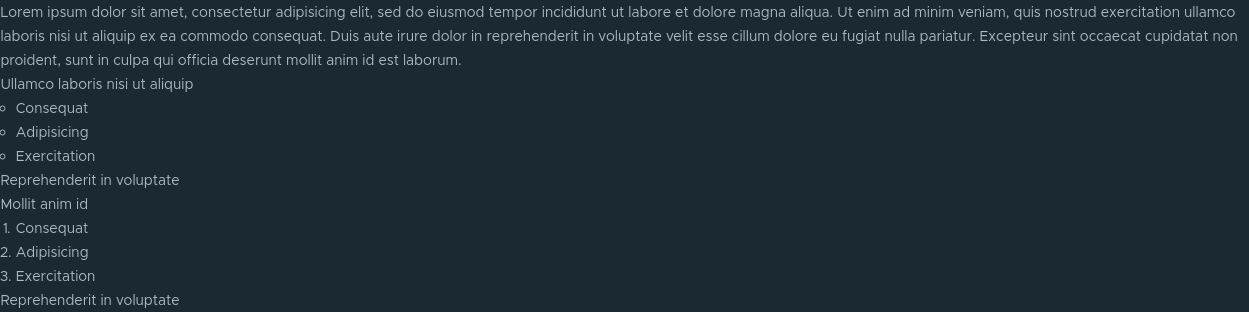 Lorem ipsum dolor sit amet, consectetur adipisicing elit, sed do eiusmod tempor incididunt ut labore et dolore magna aliqua. Ut enim ad minim veniam, quis nostrud exercitation ullamco
laboris nisi ut aliquip ex ea commodo consequat. Duis aute irure dolor in reprehenderit in voluptate velit esse cillum dolore eu fugiat nulla pariatur. Excepteur sint occaecat cupidatat non
proident, sunt in culpa qui officia deserunt mollit anim id est laborum.
Ullamco laboris nisi ut aliquip
◦ Consequat
◦ Adipisicing
◦ Exercitation
Reprehenderit in voluptate
Mollit anim id
1. Consequat
2. Adipisicing
3. Exercitation
Reprehenderit in voluptate